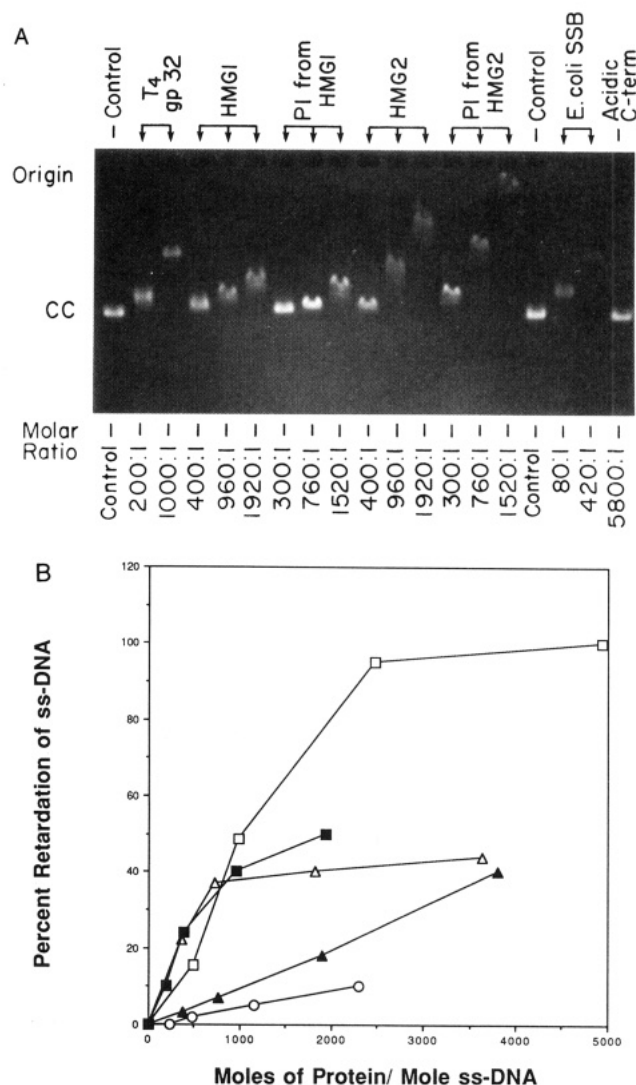 A
Control
T4 gp 32
HMG1
P1 from HMG1
HMG2
P1 from HMG2
Control
E. coli SSB
Acidic C-term
Origin
CC
Molar Ratio
Control
200:1
1000:1
400:1
960:1
1920:1
300:1
760:1
1520:1
400:1
960:1
1920:1
300:1
760:1
1520:1
Control
80:1
420:1
5800:1
B
Percent Retardation of ss-DNA
120
100
80
60
40
20
0
0 1000 2000 3000 4000 5000
Moles of Protein/ Mole ss-DNA